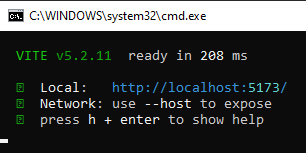 C:\WINDOWS\system32\cmd.exe
VITE v5.2.11 ready in 208 ms
Local: http://localhost:5173/
Network: use --host to expose
press h + enter to show help